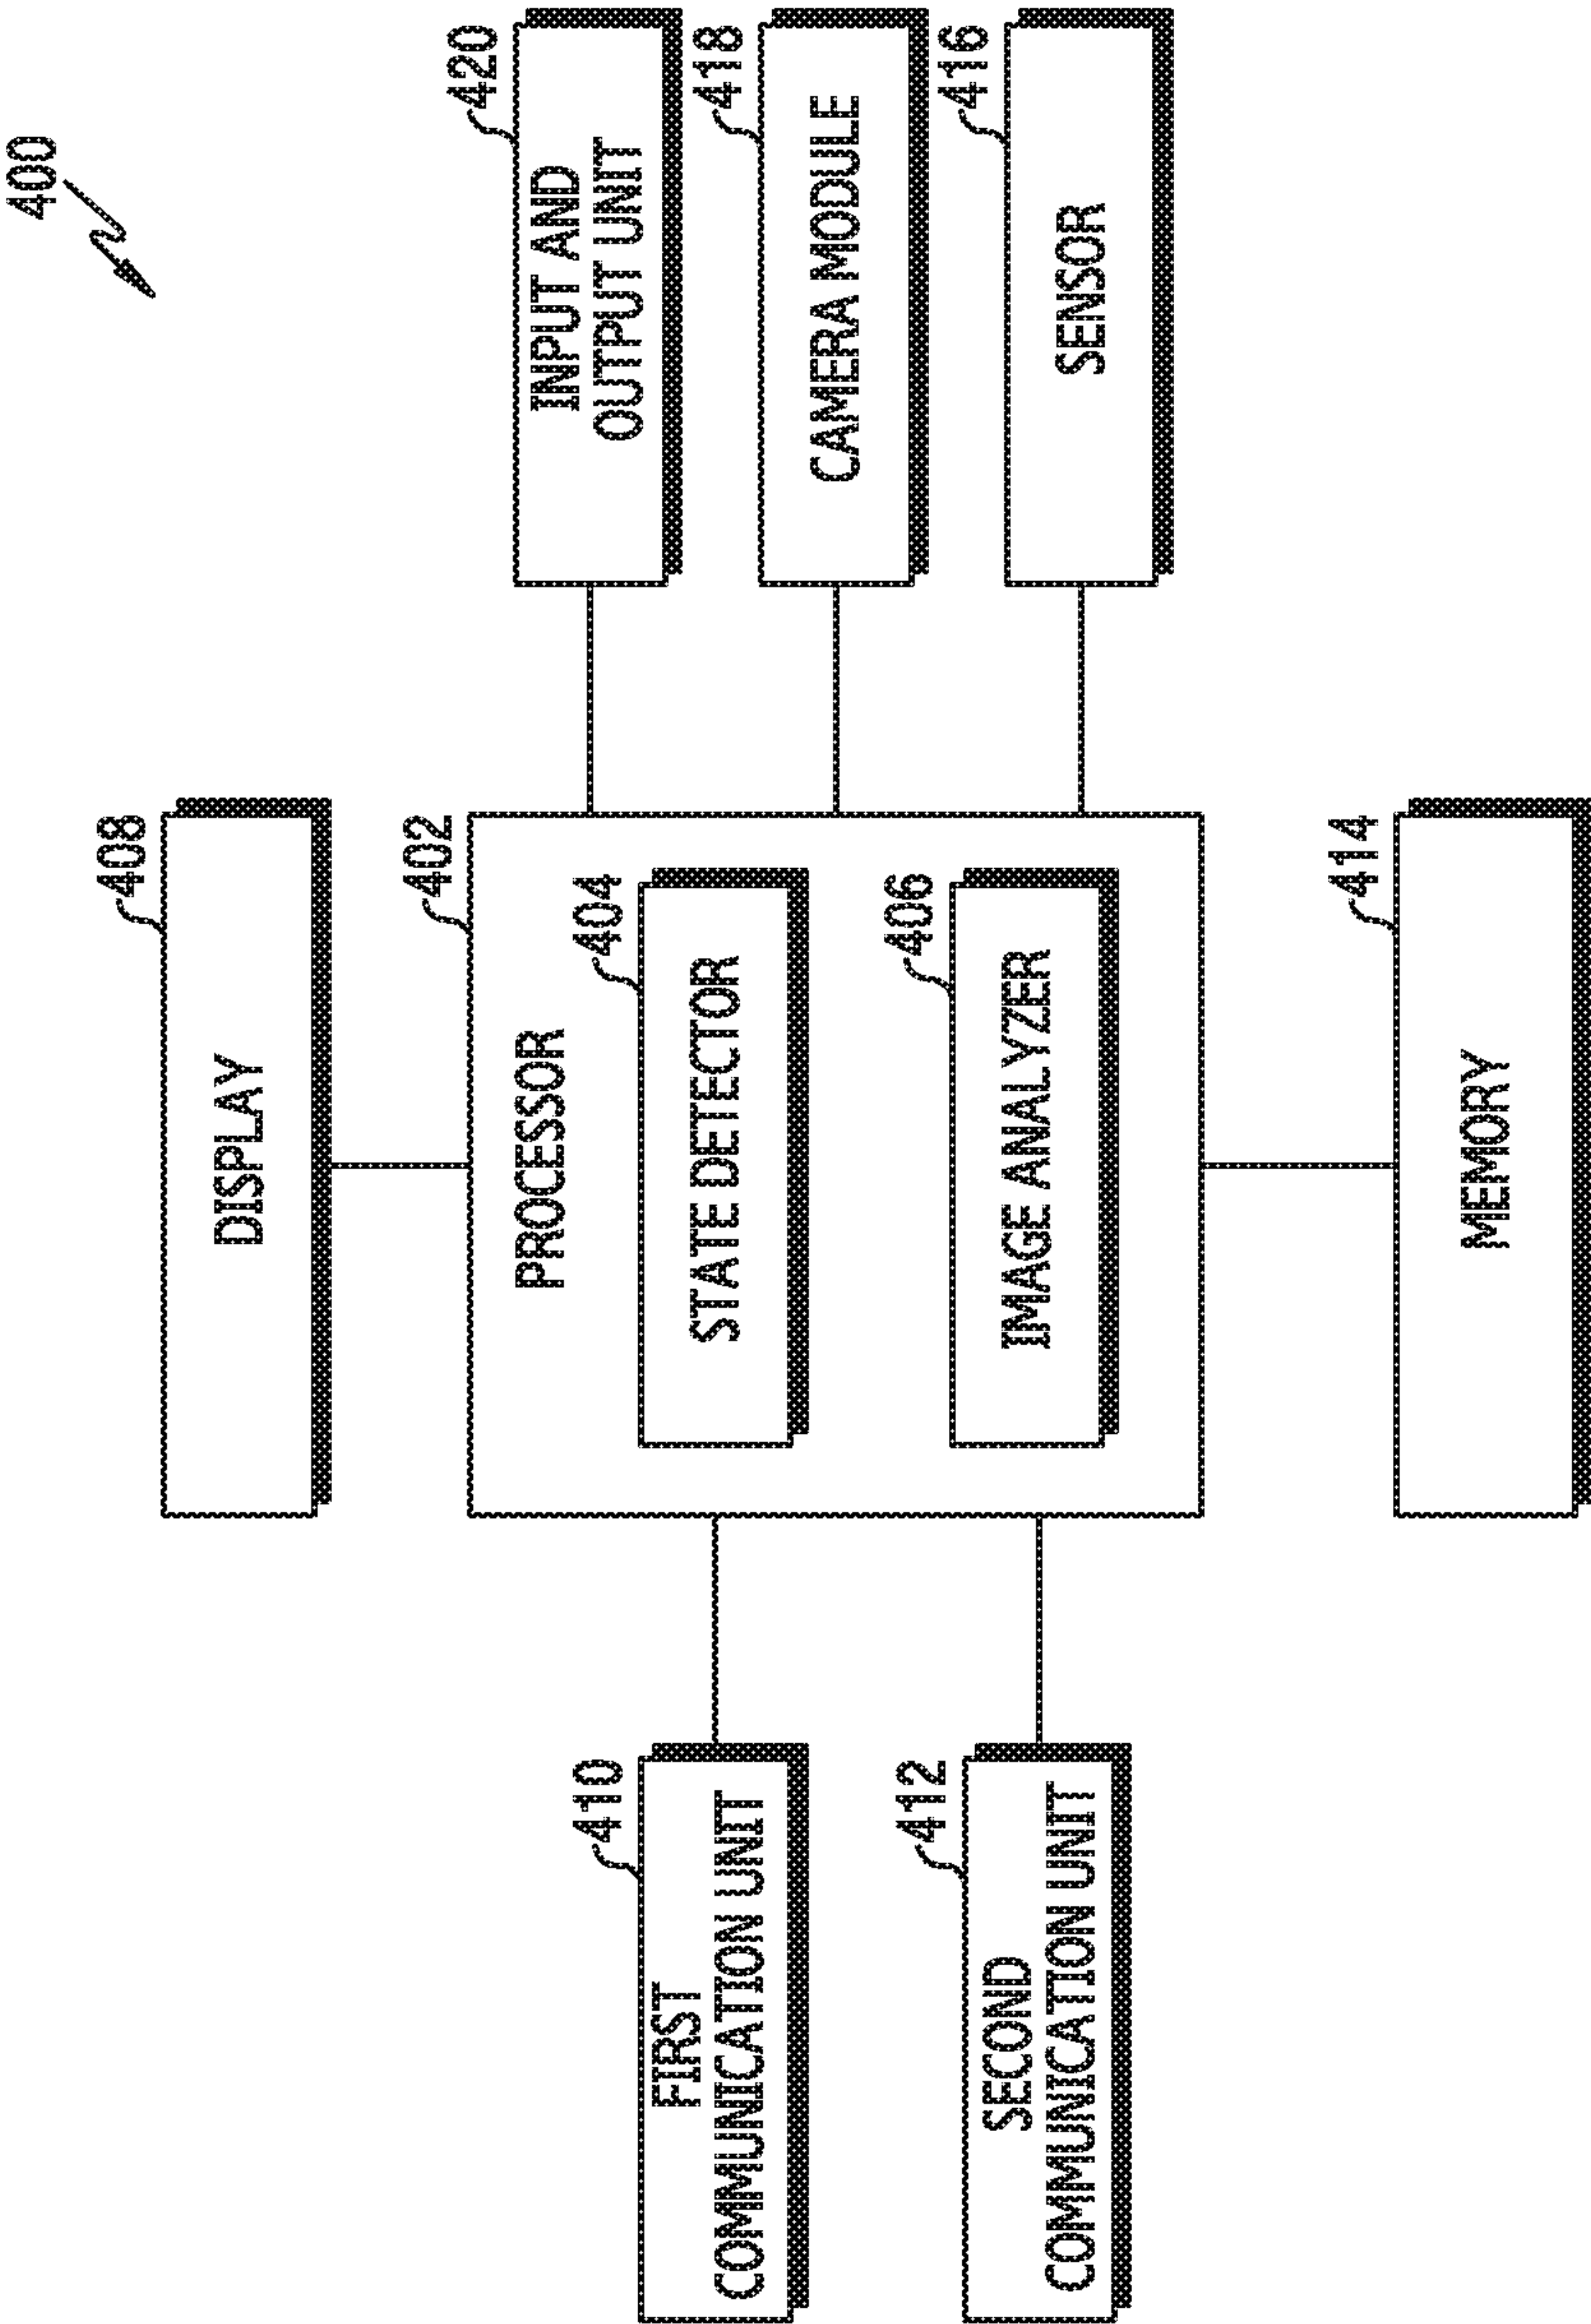 400
408
DISPLAY
402
PROCESSOR
404
STATE DETECTOR
406
IMAGE ANALYZER
410
FIRST
COMMUNICATION UNIT
412
SECOND
COMMUNICATION UNIT
420
INPUT AND
OUTPUT UNIT
418
CAMERA MODULE
416
SENSOR
414
MEMORY